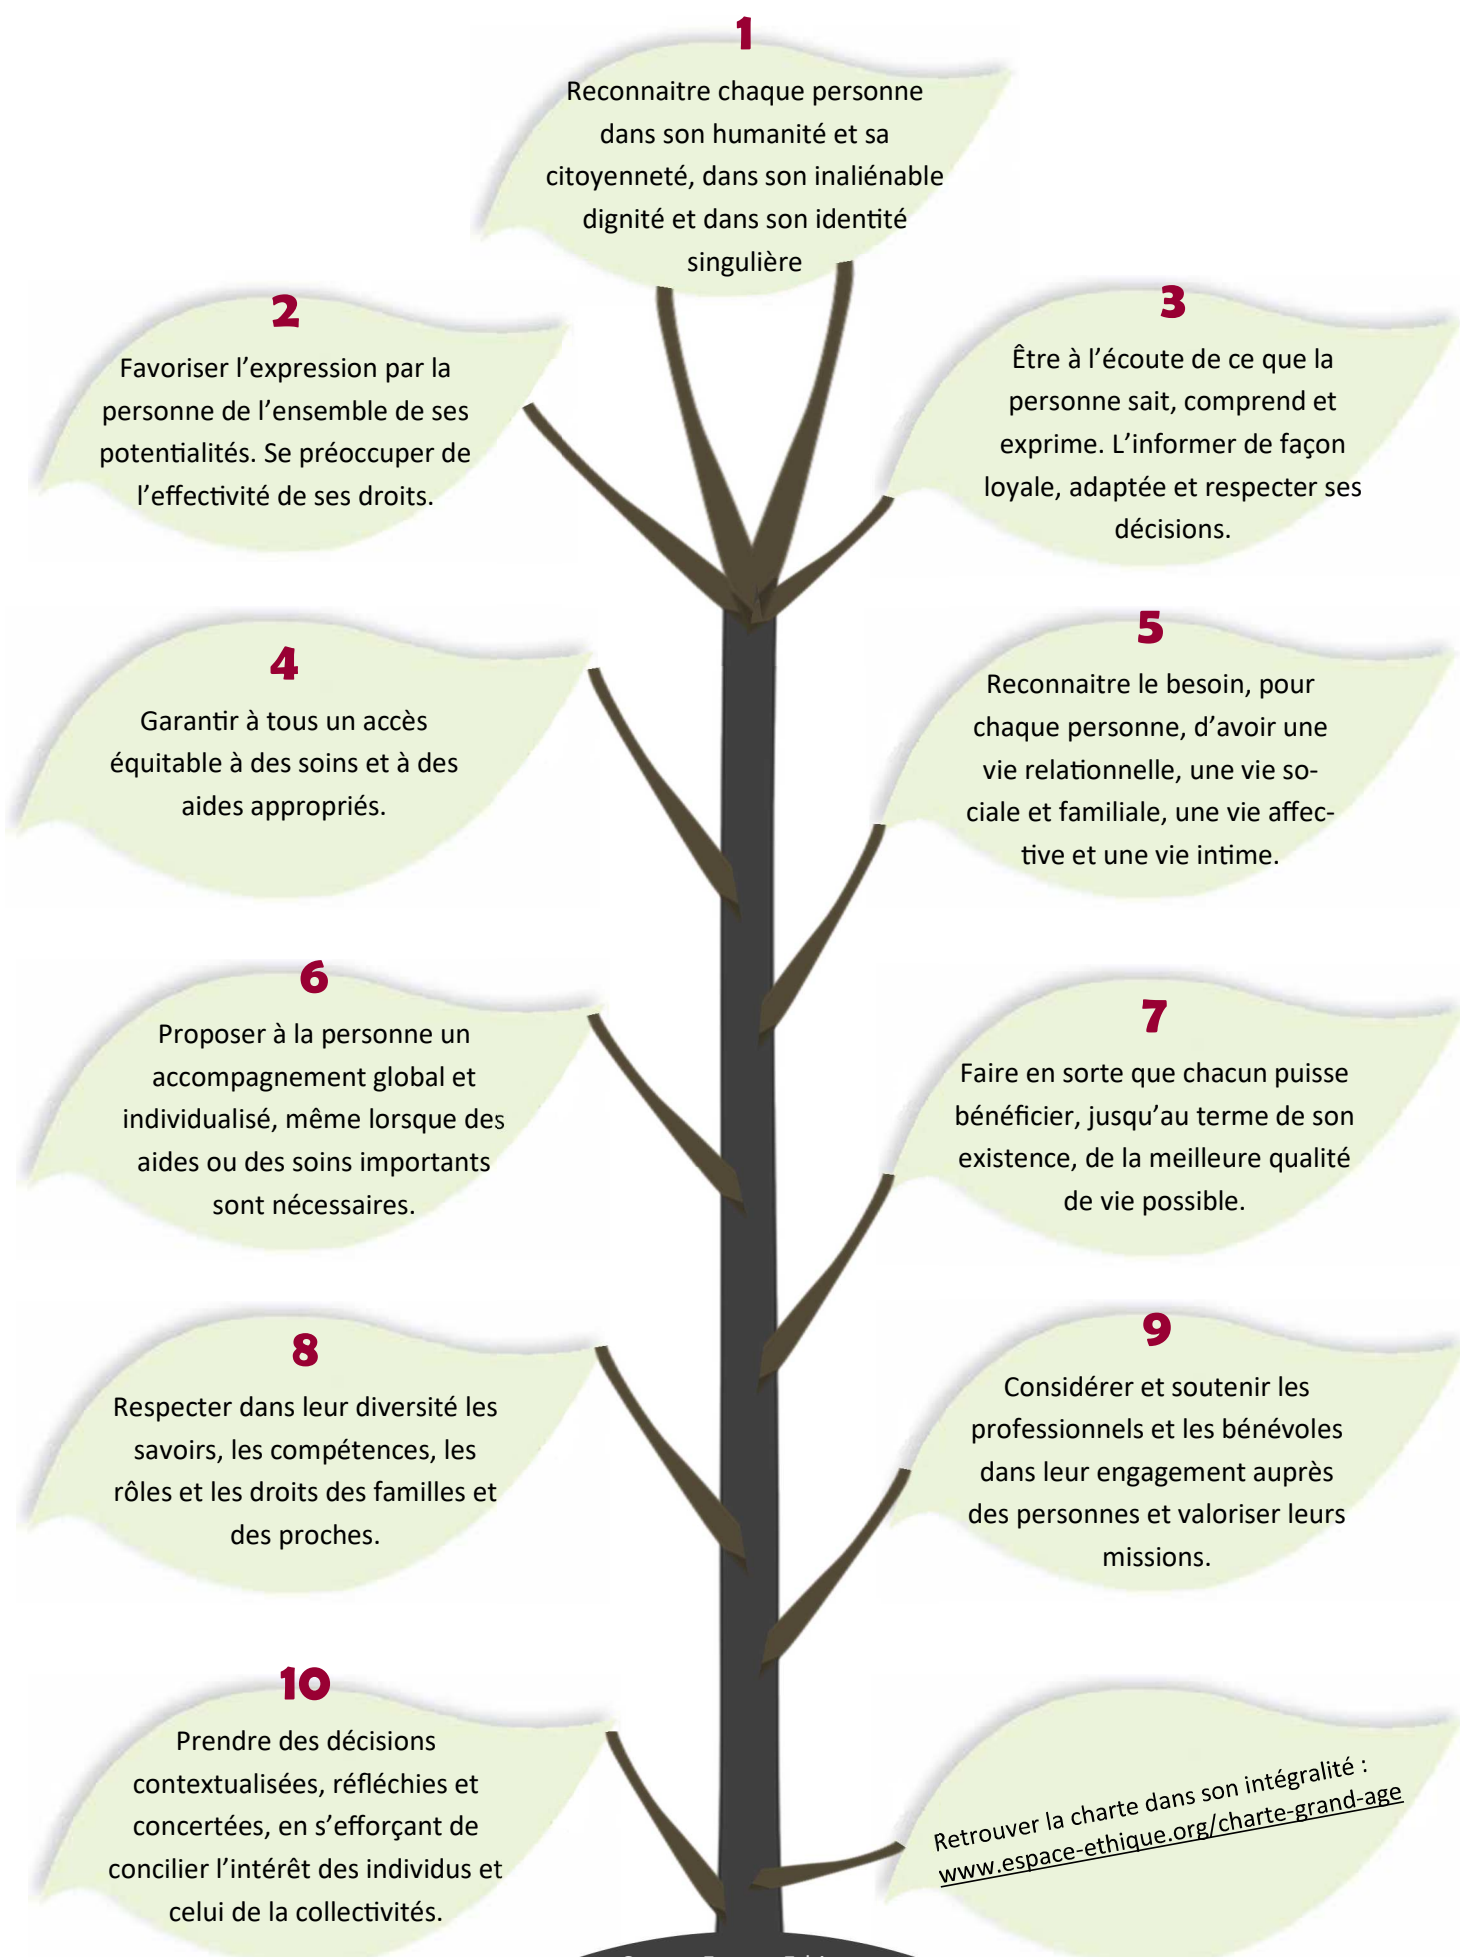 1
Reconnaitre chaque personne
dans son humanité et sa
citoyenneté, dans son inaliénable
dignité et dans son identité
singulière
2
Favoriser l’expression par la
personne de l’ensemble de ses
potentialités. Se préoccuper de
l’effectivité de ses droits.
3
Être à l’écoute de ce que la
personne sait, comprend et
exprime. L’informer de façon
loyale, adaptée et respecter ses
décisions.
4
Garantir à tous un accès
équitable à des soins et à des
aides appropriés.
5
Reconnaitre le besoin, pour
chaque personne, d’avoir une
vie relationnelle, une vie so-
ciale et familiale, une vie affec-
tive et une vie intime.
6
Proposer à la personne un
accompagnement global et
individualisé, même lorsque des
aides ou des soins importants
sont nécessaires.
7
Faire en sorte que chacun puisse
bénéficier, jusqu’au terme de son
existence, de la meilleure qualité
de vie possible.
8
Respecter dans leur diversité les
savoirs, les compétences, les
rôles et les droits des familles et
des proches.
9
Considérer et soutenir les
professionnels et les bénévoles
dans leur engagement auprès
des personnes et valoriser leurs
missions.
10
Prendre des décisions
contextualisées, réfléchies et
concertées, en s’efforçant de
concilier l’intérêt des individus et
celui de la collectivités.
Retrouver la charte dans son intégralité :
www.espace-ethique.org/charte-grand-age